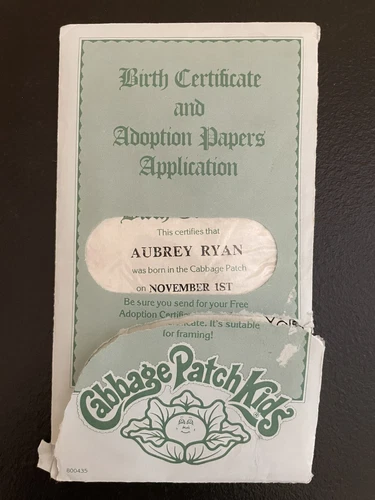 Birth Certificate
and
Adoption Papers
Application
This certifies that
AUBREY RYAN
was born in the Cabbage Patch
on NOVEMBER 1ST
Be sure you send for your Free
Adoption
It's suitable
for framing!
Cabbage Patch Kids
800435